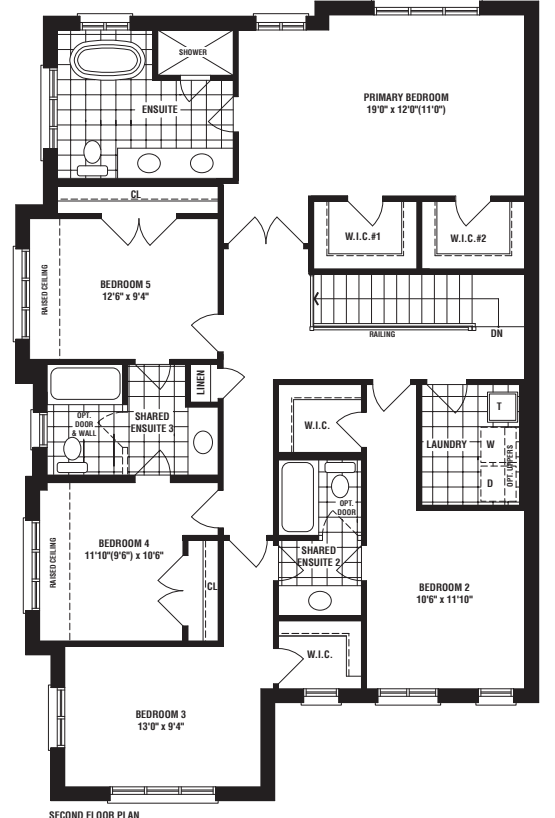 SHOWER
ENSUITE
PRIMARY BEDROOM
19'0" x 12'0"(11'0")
CL
W.I.C.#1
W.I.C.#2
RAISED CEILING
BEDROOM 5
12'6" x 9'4"
RAILING
DN
LINEN
OPT.
DOOR
& WALL
SHARED
ENSUITE 3
W.I.C.
LAUNDRY
T
W
D
OPT. UPPERS
OPT.
DOOR
RAISED CEILING
BEDROOM 4
11'10"(9'6") x 10'6"
CL
SHARED
ENSUITE 2
BEDROOM 2
10'6" x 11'10"
W.I.C.
BEDROOM 3
13'0" x 9'4"
SECOND FLOOR PLAN